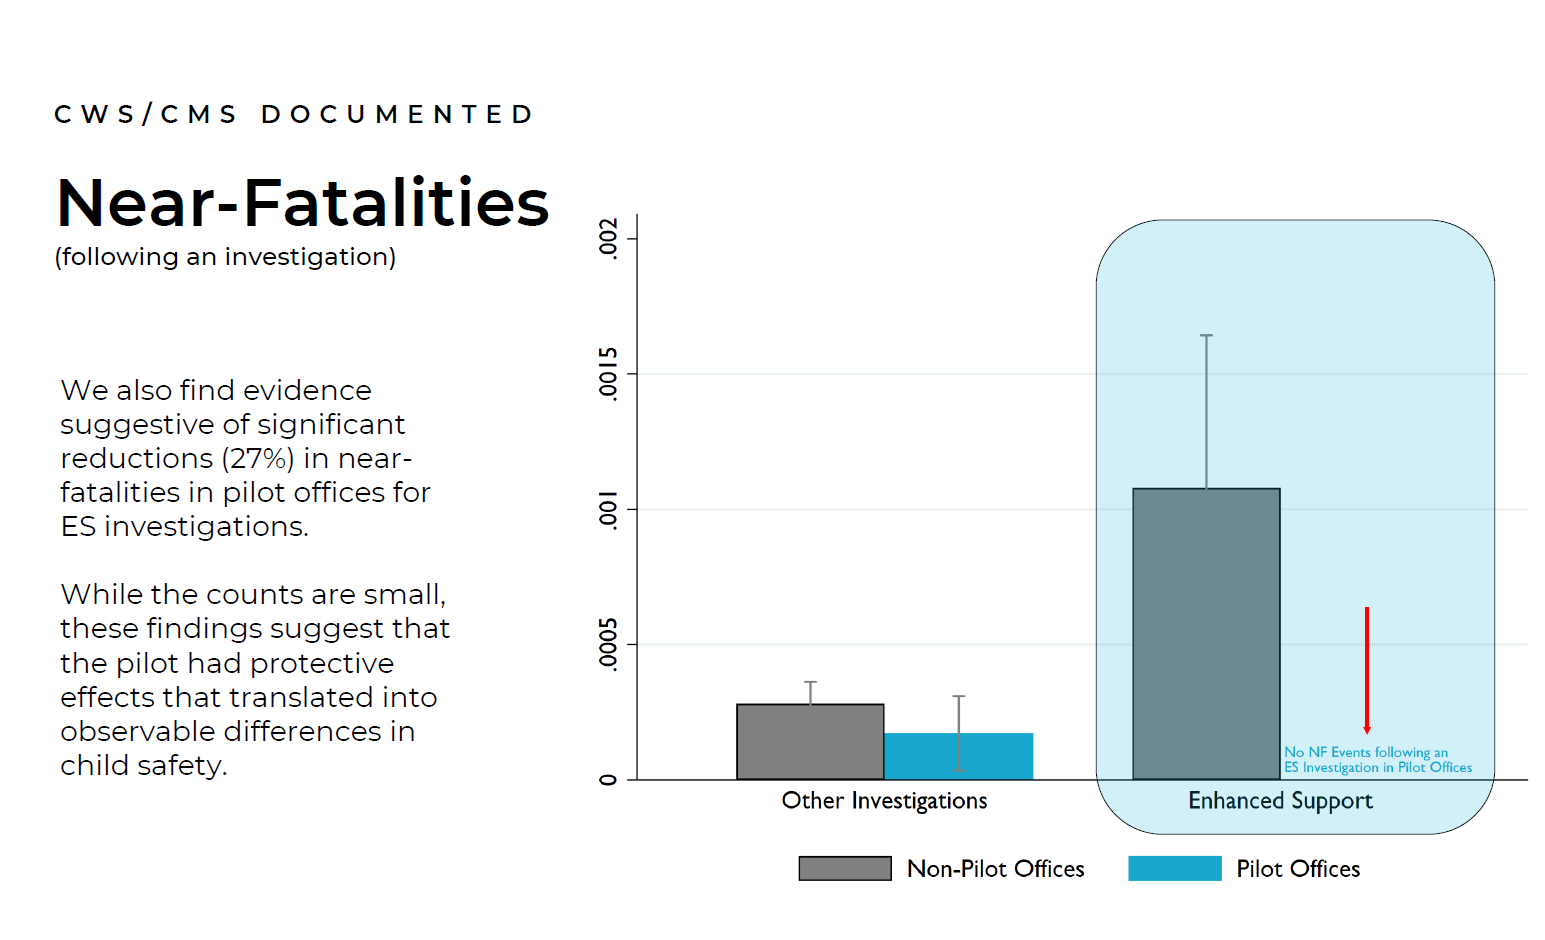 CWS/CMS DOCUMENTED
Near-Fatalities
(following an investigation)
We also find evidence
suggestive of significant
reductions (27%) in near-
fatalities in pilot offices for
ES investigations.
While the counts are small,
these findings suggest that
the pilot had protective
effects that translated into
observable differences in
child safety.
.002
.0015
.001
.0005
0
No NF Events following an
ES Investigation in Pilot Offices
Other Investigations
Enhanced Support
Non-Pilot Offices
Pilot Offices